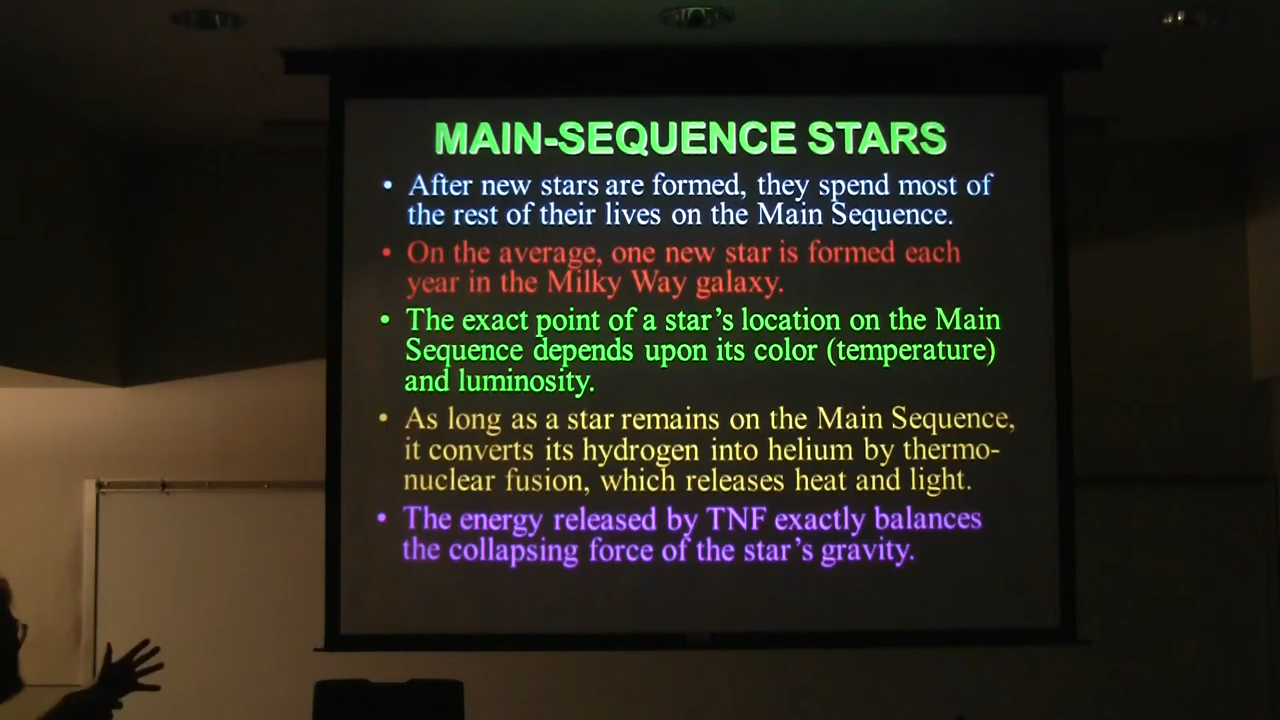 MAIN-SEQUENCE STARS
• After new stars are formed, they spend most of
the rest of their lives on the Main Sequence.
• On the average, one new star is formed each
year in the Milky Way galaxy.
• The exact point of a star's location on the Main
Sequence depends upon its color (temperature)
and luminosity.
• As long as a star remains on the Main Sequence,
it converts its hydrogen into helium by thermo-
nuclear fusion, which releases heat and light.
• The energy released by TNF exactly balances
the collapsing force of the star's gravity.